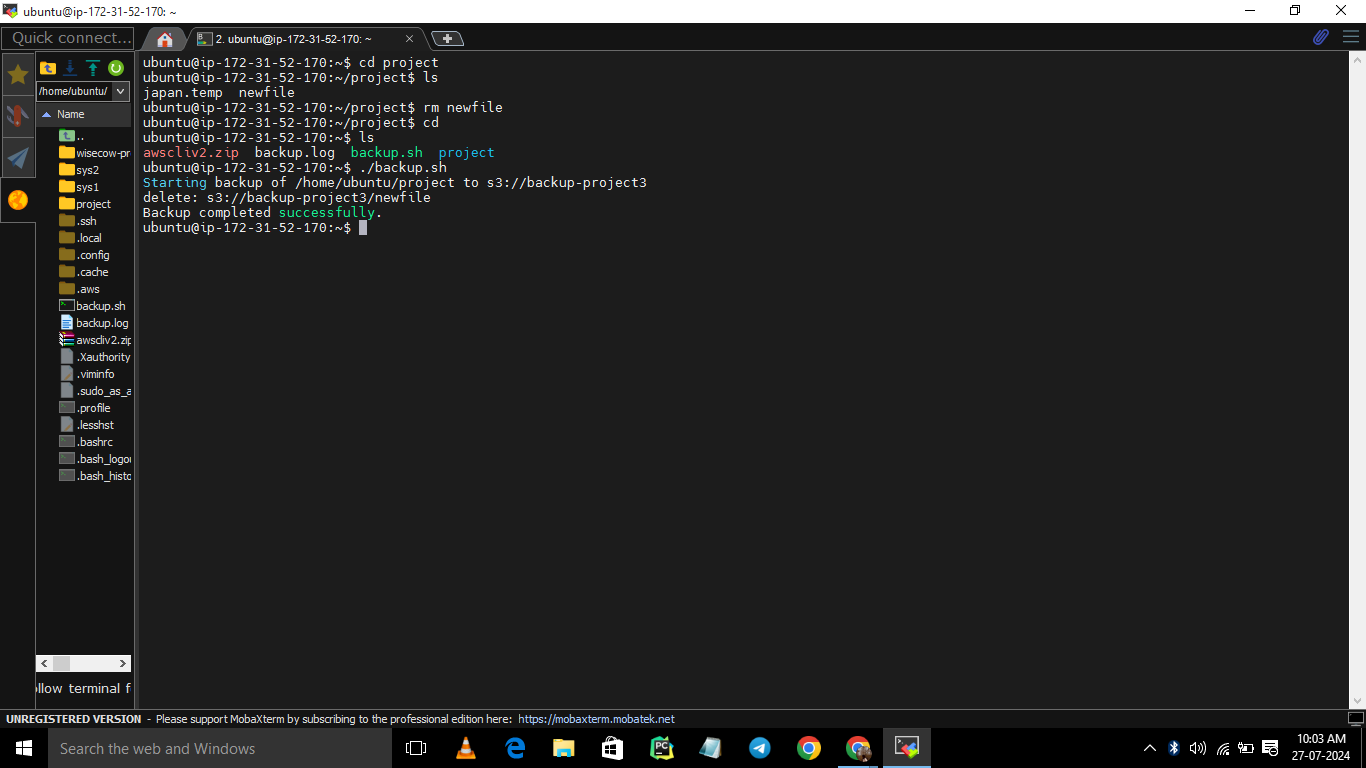 ubuntu@ip-172-31-52-170: ~
Quick connect...
2. ubuntu@ip-172-31-52-170: ~
/home/ubuntu/
Name
..
wisecow-pr
sys2
sys1
project
.ssh
.local
.config
.cache
.aws
backup.sh
backup.log
awscliv2.zip
.Xauthority
.viminfo
.sudo_as_a
.profile
.lesshst
.bashrc
.bash_logou
.bash_histo
ollow terminal f
ubuntu@ip-172-31-52-170:~$ cd project
ubuntu@ip-172-31-52-170:~/project$ ls
japan.temp  newfile
ubuntu@ip-172-31-52-170:~/project$ rm newfile
ubuntu@ip-172-31-52-170:~/project$ cd
ubuntu@ip-172-31-52-170:~$ ls
awscliv2.zip  backup.log  backup.sh  project
ubuntu@ip-172-31-52-170:~$ ./backup.sh
Starting backup of /home/ubuntu/project to s3://backup-project3
delete: s3://backup-project3/newfile
Backup completed successfully.
ubuntu@ip-172-31-52-170:~$
UNREGISTERED VERSION - Please support MobaXterm by subscribing to the professional edition here: https://mobaxterm.mobatek.net
Search the web and Windows
PC
10:03 AM
27-07-2024